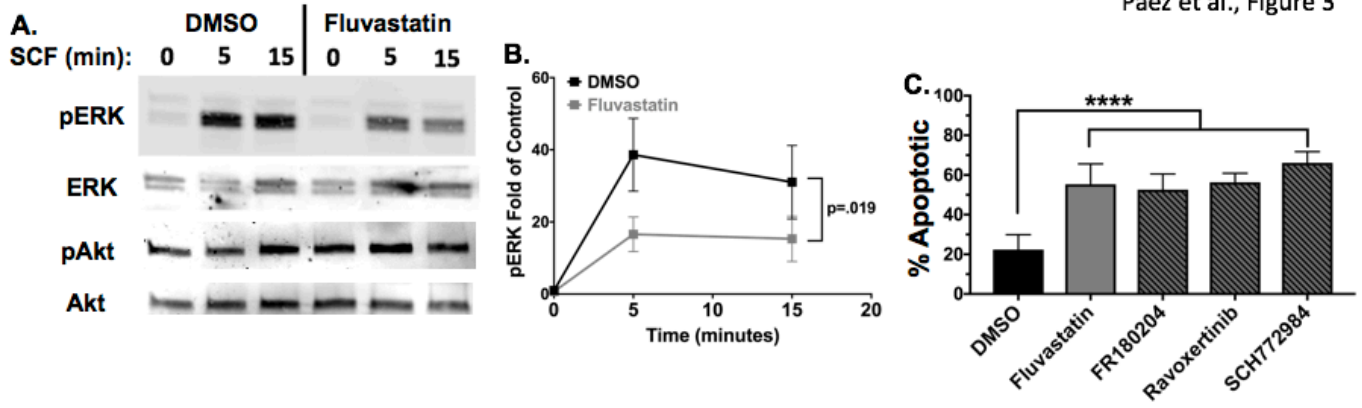 Paez et al., Figure 5
A.
DMSO Fluvastatin
SCF (min): 0 5 15 0 5 15
pERK
ERK
pAkt
Akt
B.
DMSO
Fluvastatin
pERK Fold of Control
60
40
20
0
p=.019
0 5 10 15 20
Time (minutes)
C.
% Apoptotic
100
80
60
40
20
0
****
DMSO
Fluvastatin
FR180204
Ravoxertinib
SCH772984